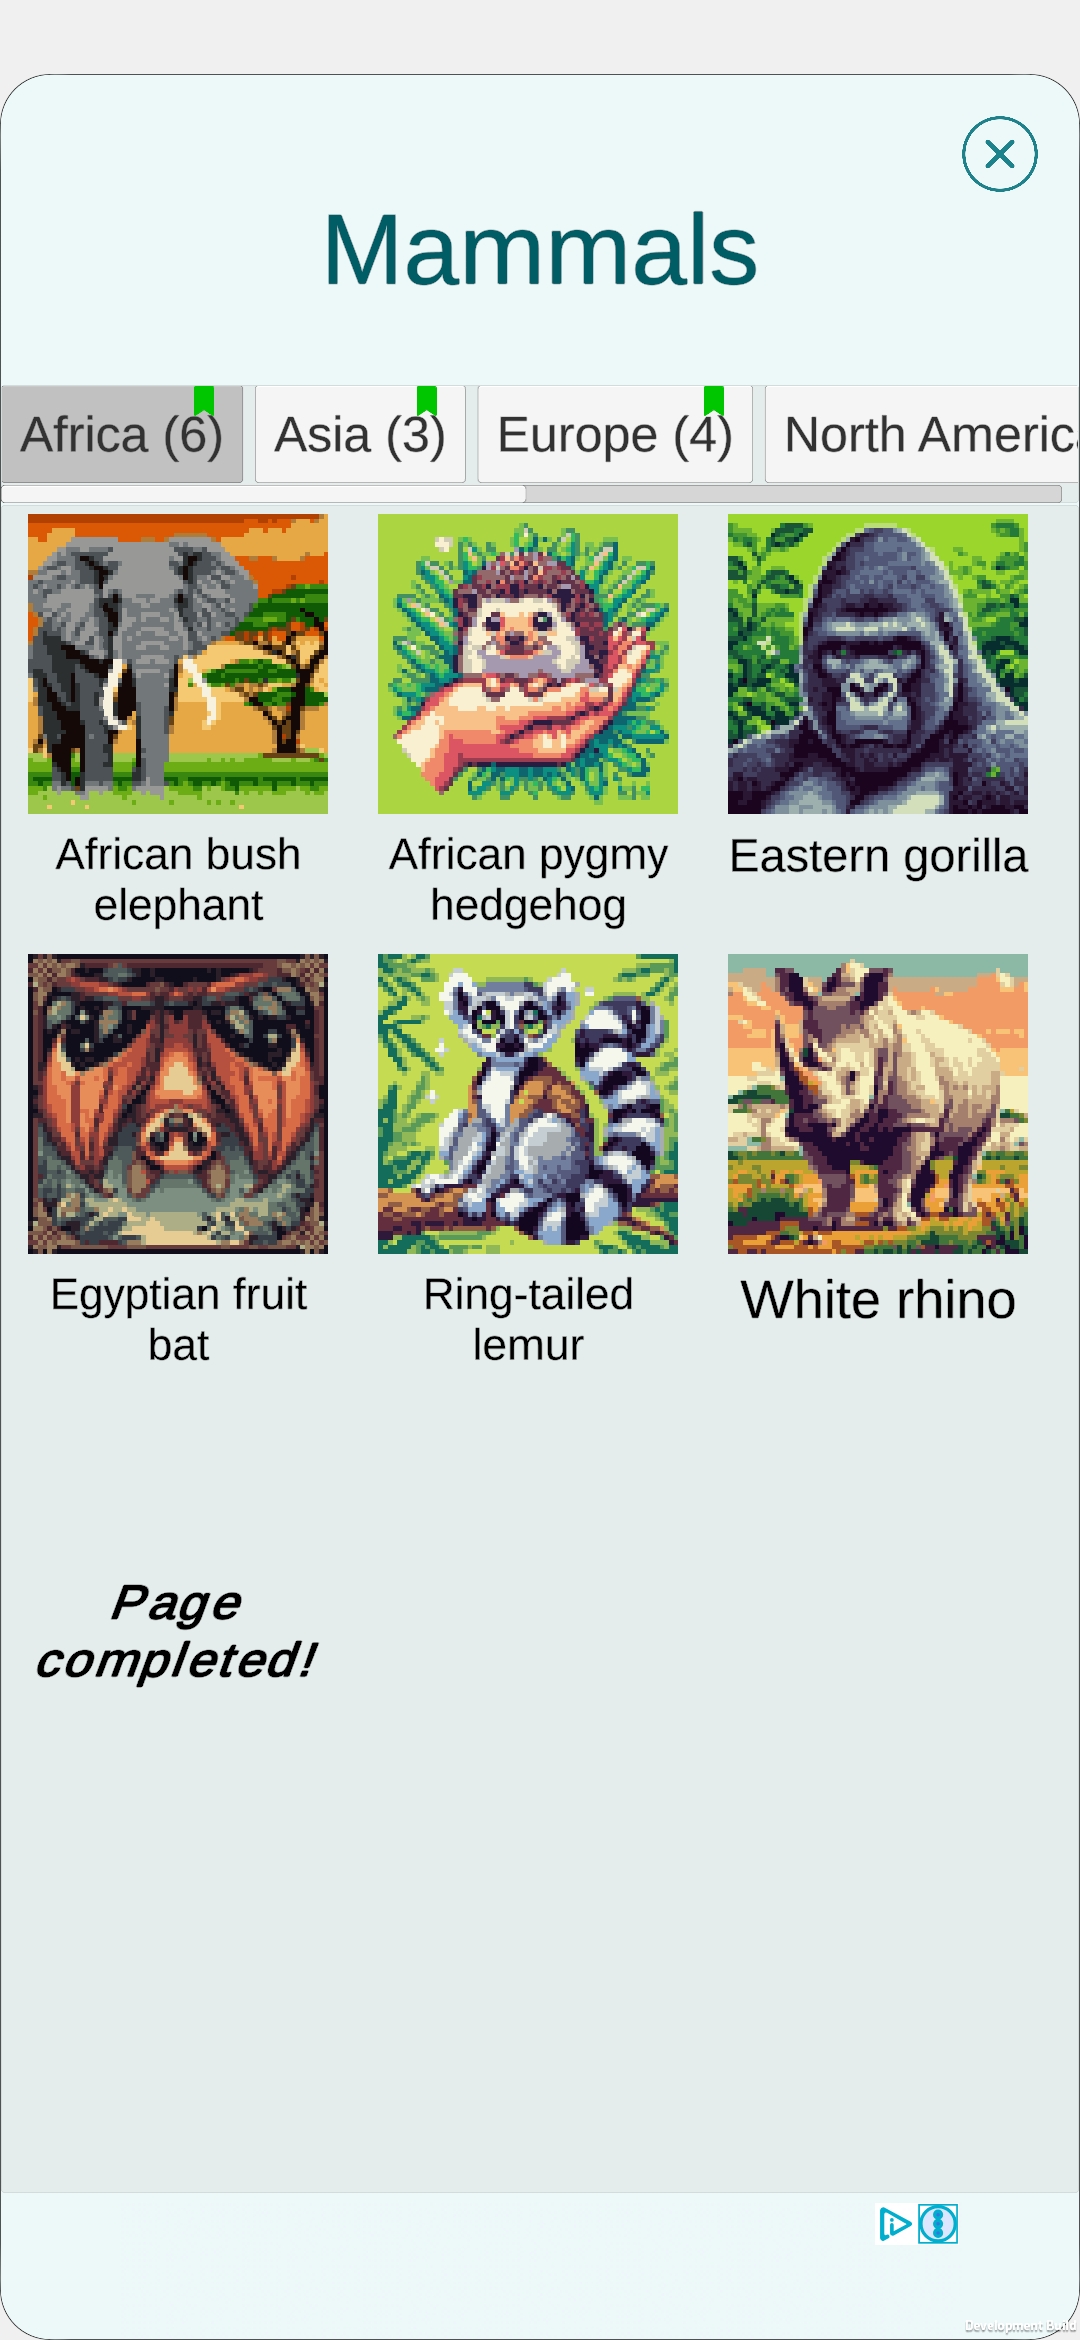 Mammals
Africa (6)
Asia (3)
Europe (4)
North Americ
African bush
elephant
African pygmy
hedgehog
Eastern gorilla
Egyptian fruit
bat
Ring-tailed
lemur
White rhino
Page
completed!
Development Build